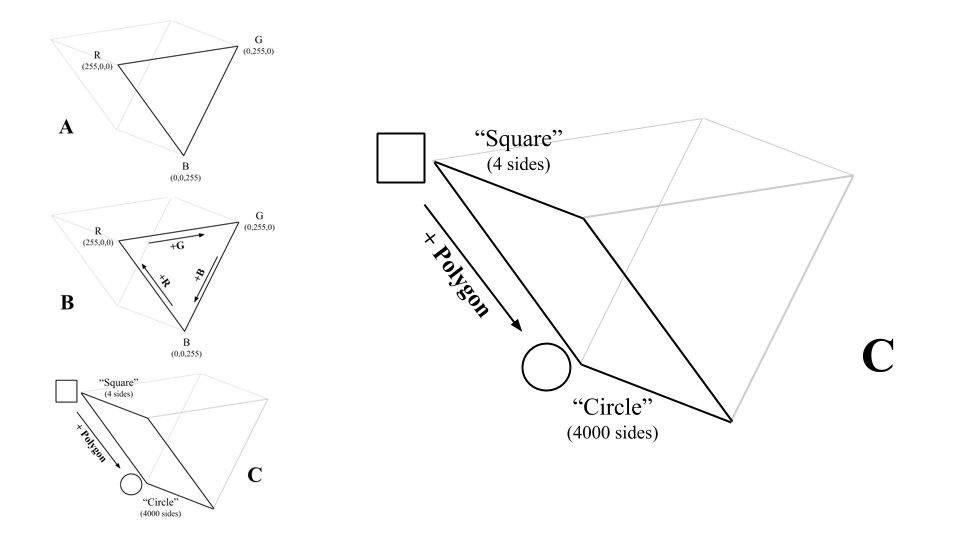 R
(255,0,0)
G
(0,255,0)
A
B
(0,0,255)
R
(255,0,0)
G
(0,255,0)
+G
+R
+B
B
B
(0,0,255)
“Square”
(4 sides)
+ Polygon
C
“Circle”
(4000 sides)
“Square”
(4 sides)
+ Polygon
C
“Circle”
(4000 sides)